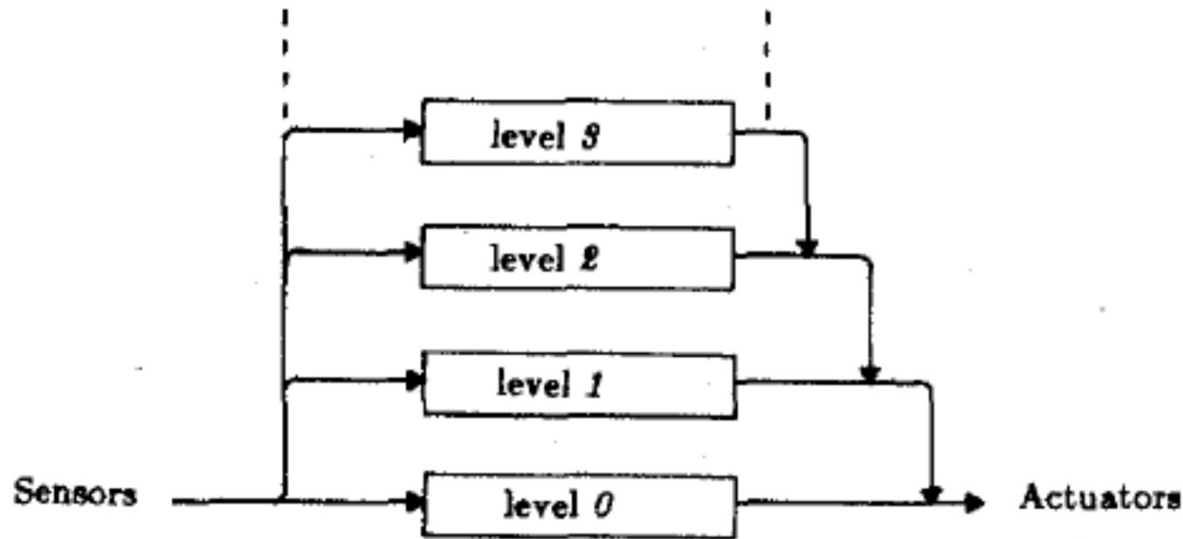 level 3
level 2
level 1
Sensors
level 0
Actuators